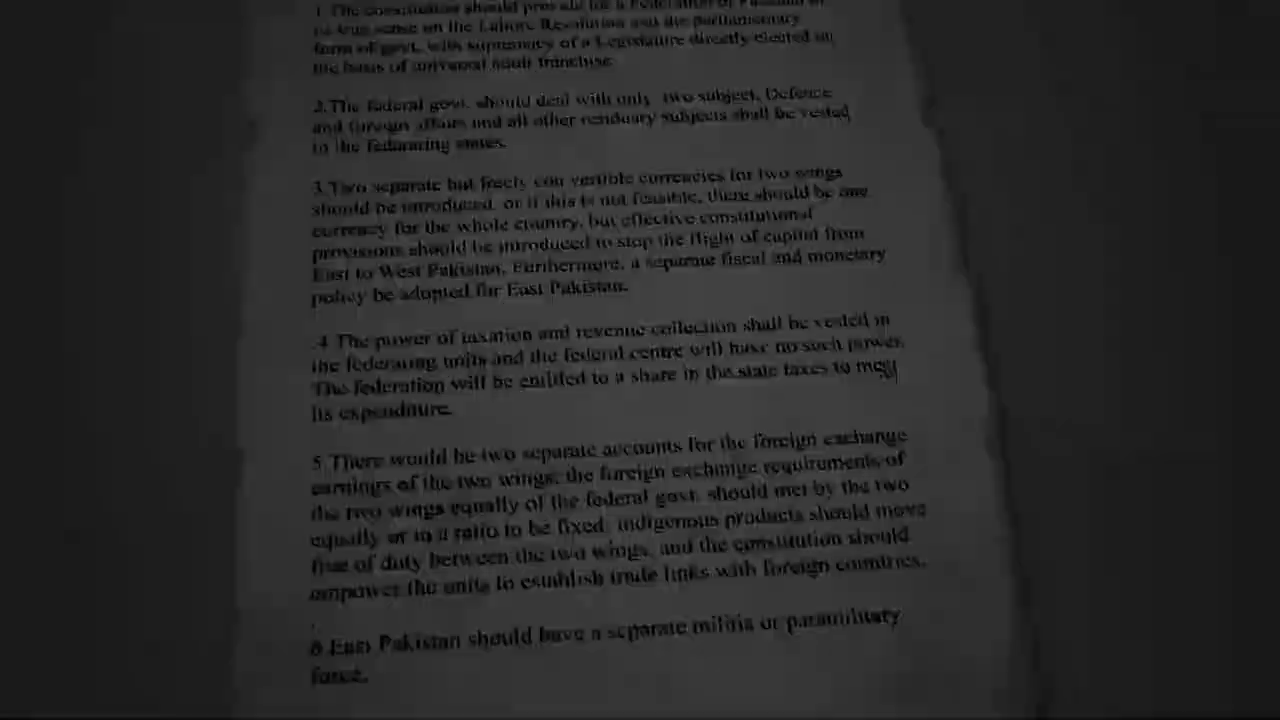 1 The constitution should provide for a Federation of Pakistan in
its true sense on the Lahore Resolution and the parliamentary
form of govt. with supremacy of a Legislature directly elected on
the basis of universal adult franchise.
2.The federal govt. should deal with only two subject, Defence
and foreign affairs and all other residuary subjects shall be vested
to the federating states.
3 Two separate but freely con vertible currencies for two wings
should be introduced, or if this is not feasible, there should be one
currency for the whole country, but effective constitutional
provisions should be introduced to stop the flight of capital from
East to West Pakistan. Furthermore, a separate fiscal and monetary
policy be adopted for East Pakistan.
4 The power of taxation and revenue collection shall be vested in
the federating units and the federal centre will have no such power.
The federation will be entitled to a share in the state taxes to meet
its expenditure.
5 There would be two separate accounts for the foreign exchange
earnings of the two wings; the foreign exchange requirements of
the two wings equally of the federal govt. should met by the two
equally or in a ratio to be fixed; indigenous products should move
free of duty between the two wings, and the constitution should
empower the units to establish trade links with foreign countries.
6 East Pakistan should have a separate militia or paramilitary
force.